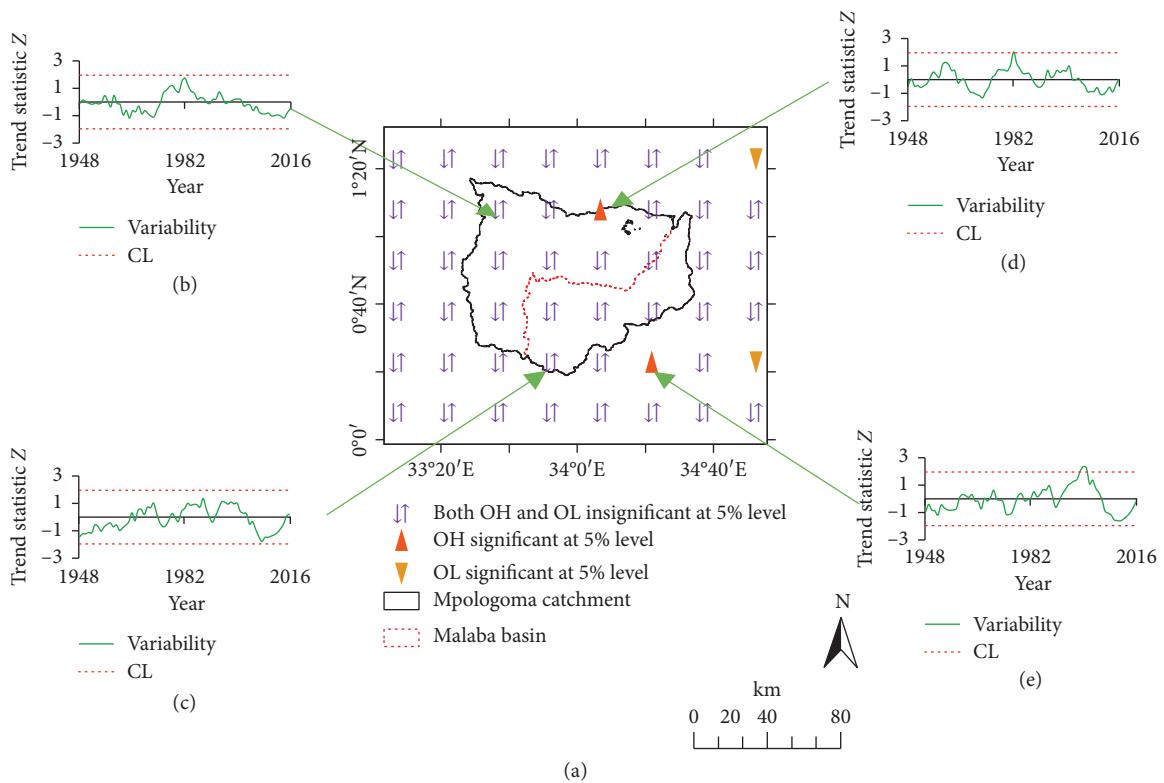 (b)
Trend statistic Z
3
1
−1
−3
1948 1982 2016
Year
Variability
CL
(d)
Trend statistic Z
3
1
−1
−3
1948 1982 2016
Year
Variability
CL
1°20′N
0°40′N
0°0′
33°20′E 34°0′E 34°40′E
(c)
Trend statistic Z
3
1
−1
−3
1948 1982 2016
Year
Variability
CL
Both OH and OL insignificant at 5% level
OH significant at 5% level
OL significant at 5% level
Mpologoma catchment
Malaba basin
N
km
0 20 40 60 80
(e)
Trend statistic Z
3
1
−1
−3
1948 1982 2016
Year
Variability
CL
(a)